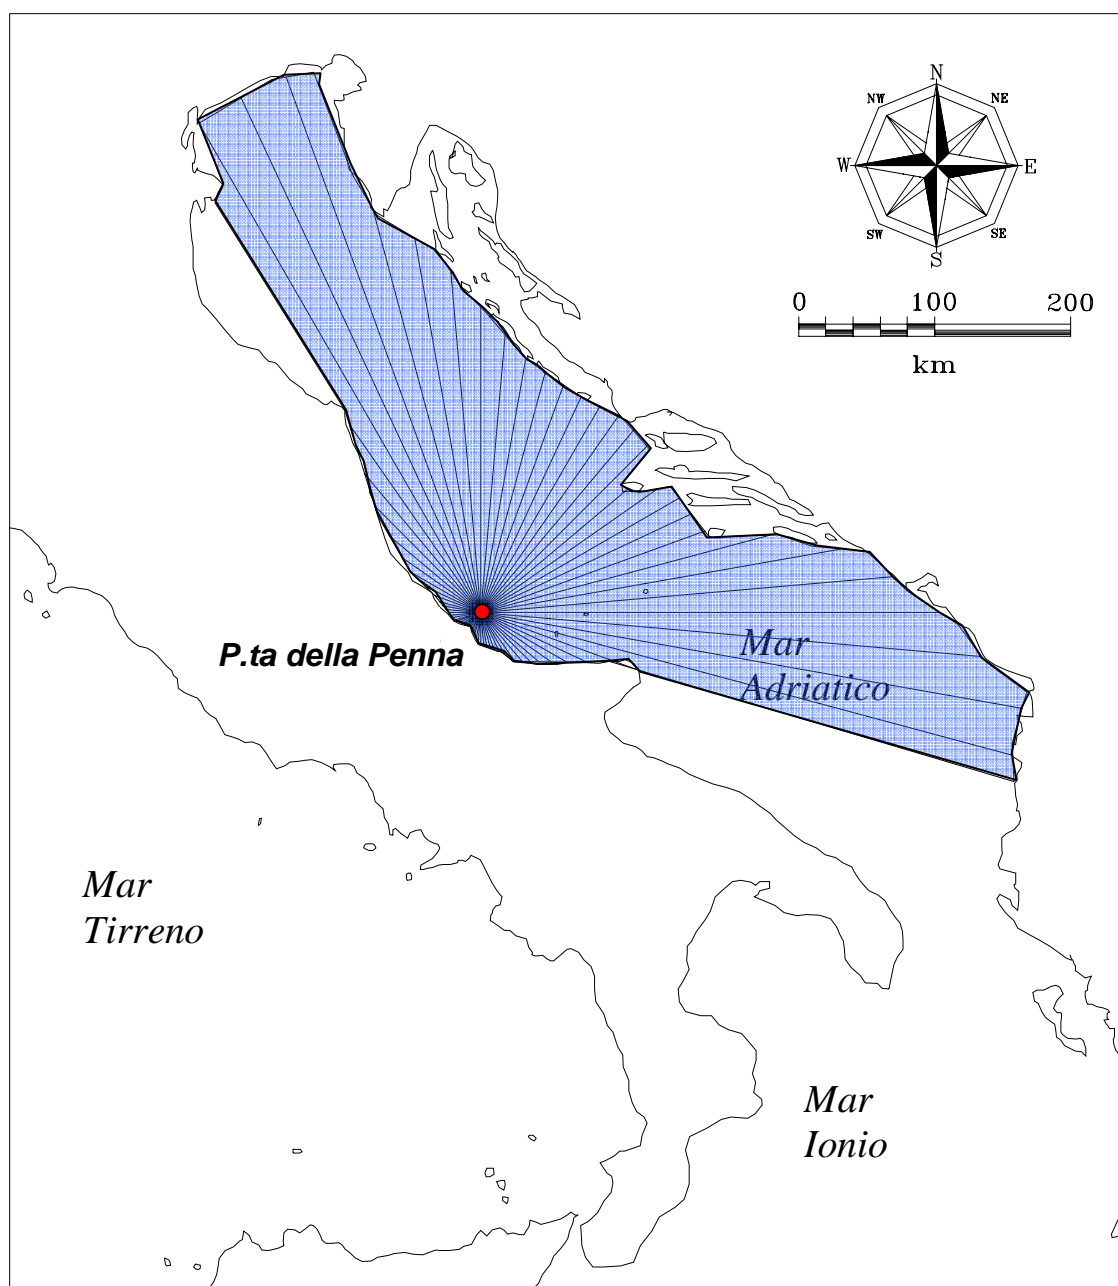 N
NW
NE
W
E
SW
SE
S
0 100 200
km
P.ta della Penna
Mar
Adriatico
Mar
Tirreno
Mar
Ionio